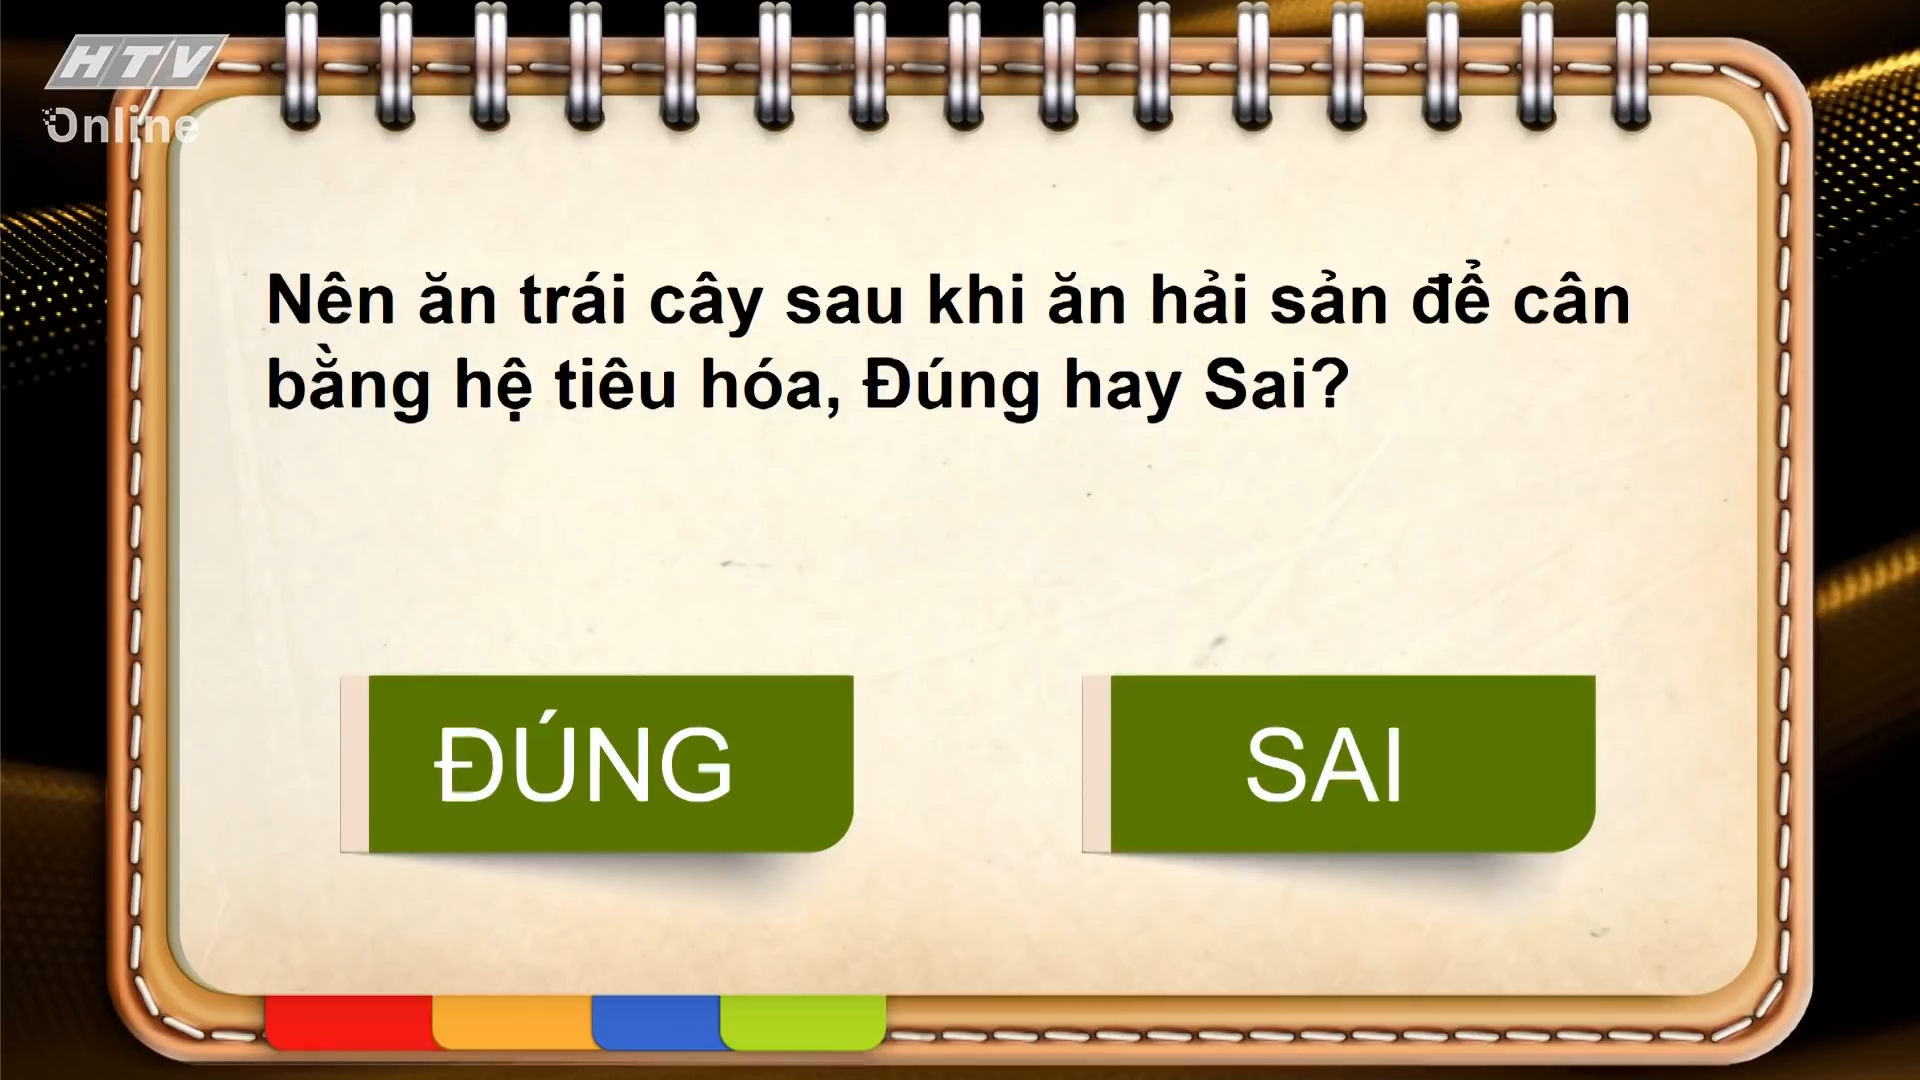 HTV
Online
Nên ăn trái cây sau khi ăn hải sản để cân
bằng hệ tiêu hóa, Đúng hay Sai?
ĐÚNG
SAI